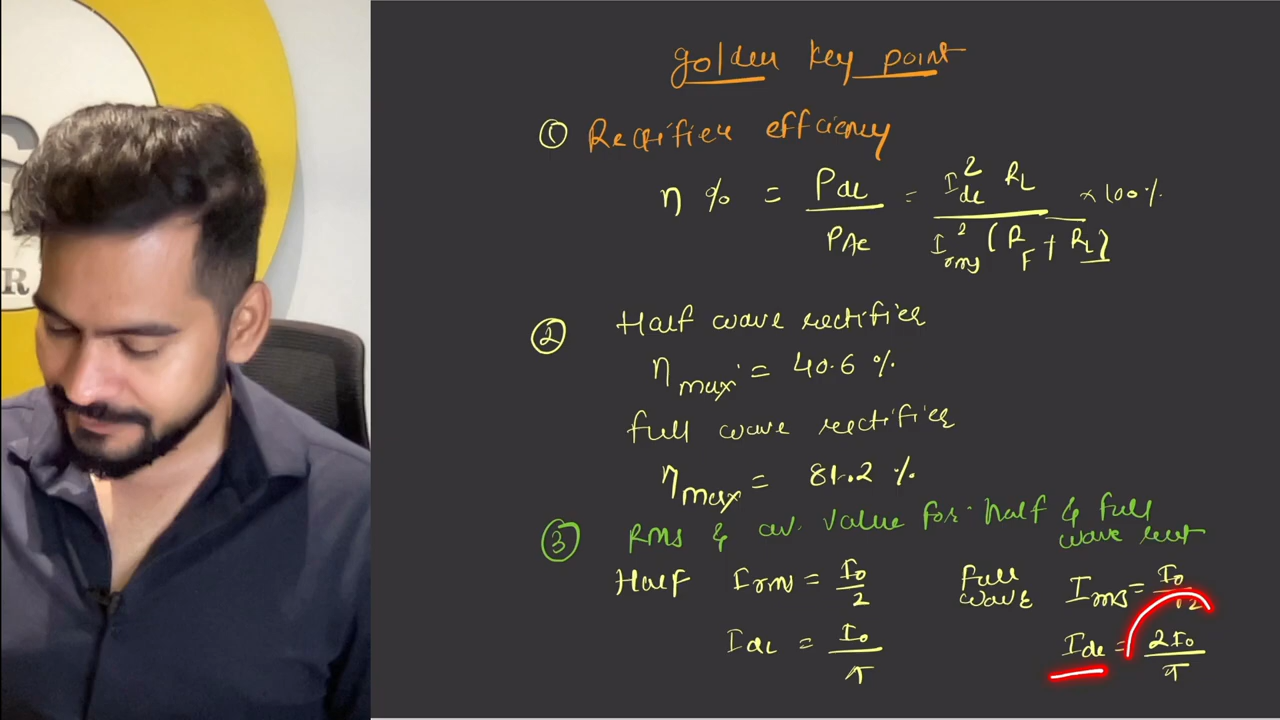 golden key point
① Rectifier efficiency
η % = Pdc / PAc = I²dc RL / I²rms (RF + RL) × 100 %
② Half wave rectifier
ηmax = 40.6 %
full wave rectifier
ηmax = 81.2 %
③ Rms & av. value for half & full
wave rect
Half Irms = I₀/2
Full wave Irms = I₀/√2
Idc = I₀/π
Idc = 2I₀/π
S
R